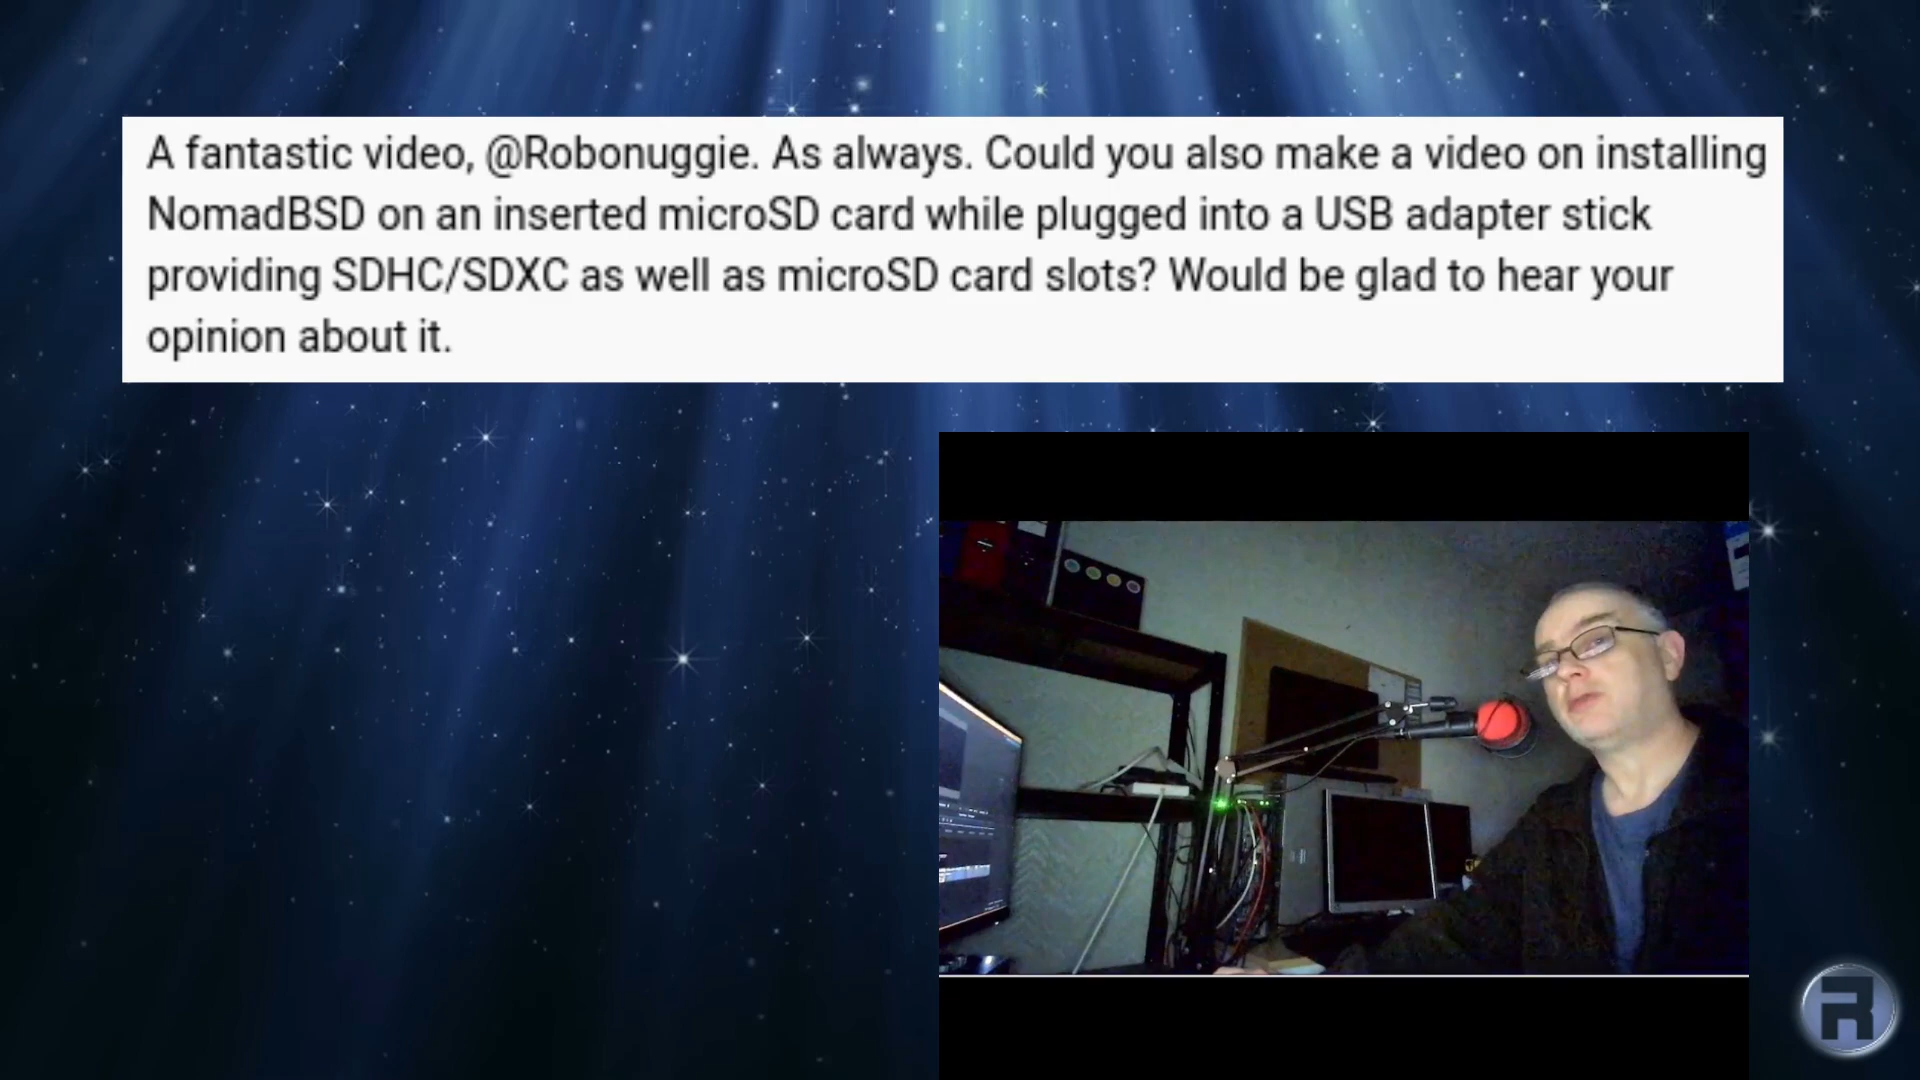 A fantastic video, @Robonuggie. As always. Could you also make a video on installing
NomadBSD on an inserted microSD card while plugged into a USB adapter stick
providing SDHC/SDXC as well as microSD card slots? Would be glad to hear your
opinion about it.
R